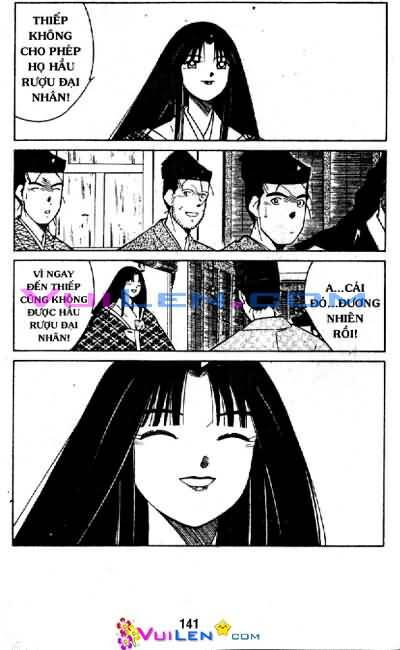 THIẾP
KHÔNG
CHO PHÉP
HỌ HẦU
RƯỢU ĐẠI
NHÂN!
VÌ NGAY
ĐẾN THIẾP
CŨNG KHÔNG
ĐƯỢC HẦU
RƯỢU ĐẠI
NHÂN!
A...CÁI
ĐÓ...ĐƯƠNG
NHIÊN
RỒI!
VUILEN.COM
141
VUILEN